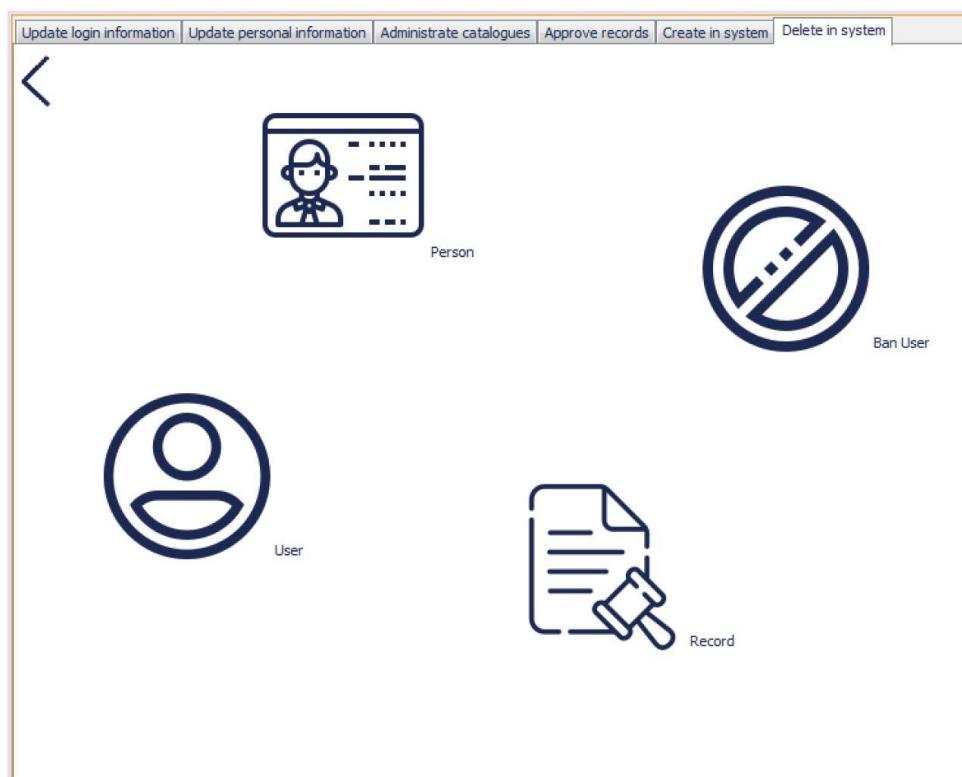 Update login information Update personal information Administrate catalogues Approve records Create in system Delete in system
Person
Ban User
User
Record